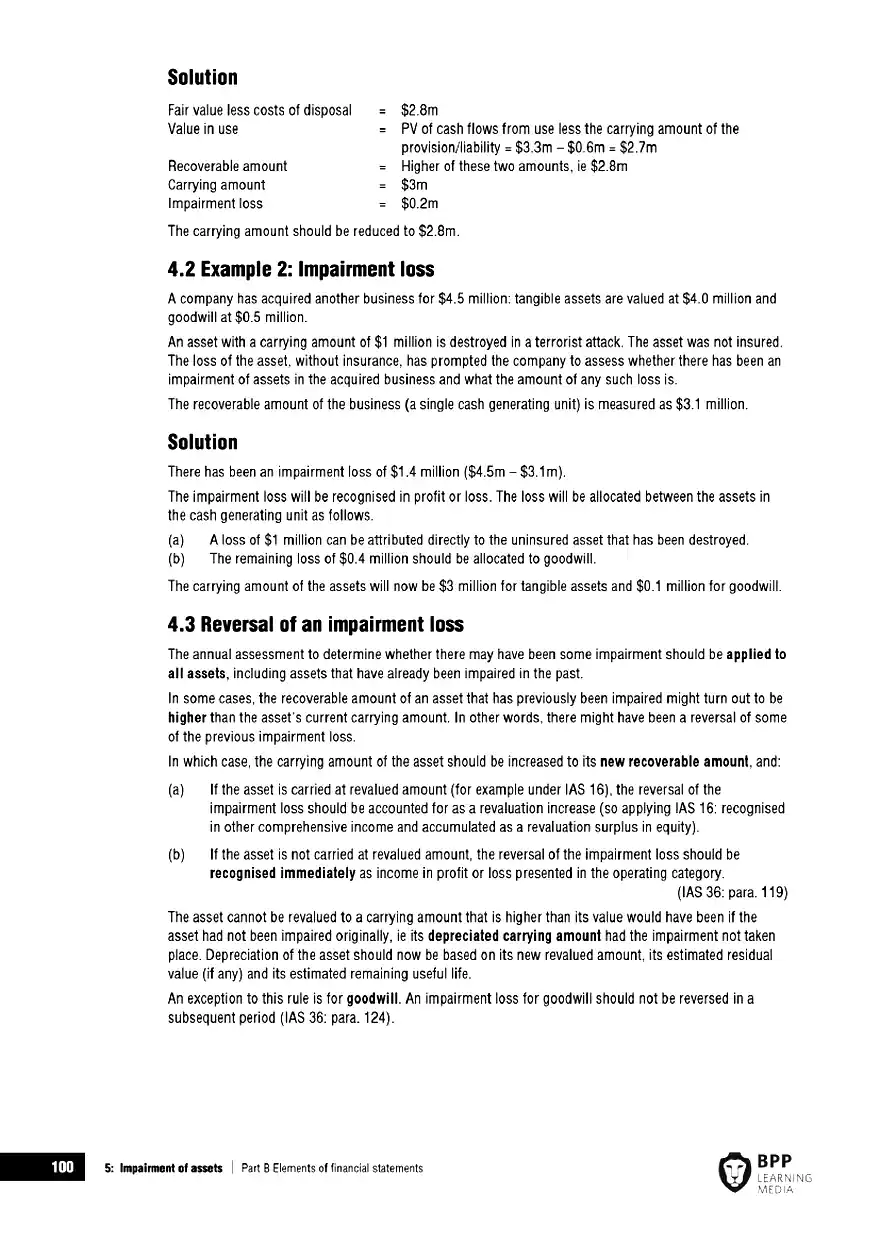 Solution
Fair value less costs of disposal = $2.8m
Value in use = PV of cash flows from use less the carrying amount of the
provision/liability = $3.3m – $0.6m = $2.7m
Recoverable amount = Higher of these two amounts, ie $2.8m
Carrying amount = $3m
Impairment loss = $0.2m
The carrying amount should be reduced to $2.8m.
4.2 Example 2: Impairment loss
A company has acquired another business for $4.5 million: tangible assets are valued at $4.0 million and
goodwill at $0.5 million.
An asset with a carrying amount of $1 million is destroyed in a terrorist attack. The asset was not insured.
The loss of the asset, without insurance, has prompted the company to assess whether there has been an
impairment of assets in the acquired business and what the amount of any such loss is.
The recoverable amount of the business (a single cash generating unit) is measured as $3.1 million.
Solution
There has been an impairment loss of $1.4 million ($4.5m – $3.1m).
The impairment loss will be recognised in profit or loss. The loss will be allocated between the assets in
the cash generating unit as follows.
(a) A loss of $1 million can be attributed directly to the uninsured asset that has been destroyed.
(b) The remaining loss of $0.4 million should be allocated to goodwill.
The carrying amount of the assets will now be $3 million for tangible assets and $0.1 million for goodwill.
4.3 Reversal of an impairment loss
The annual assessment to determine whether there may have been some impairment should be applied to
all assets, including assets that have already been impaired in the past.
In some cases, the recoverable amount of an asset that has previously been impaired might turn out to be
higher than the asset's current carrying amount. In other words, there might have been a reversal of some
of the previous impairment loss.
In which case, the carrying amount of the asset should be increased to its new recoverable amount, and:
(a) If the asset is carried at revalued amount (for example under IAS 16), the reversal of the
impairment loss should be accounted for as a revaluation increase (so applying IAS 16: recognised
in other comprehensive income and accumulated as a revaluation surplus in equity).
(b) If the asset is not carried at revalued amount, the reversal of the impairment loss should be
recognised immediately as income in profit or loss presented in the operating category.
(IAS 36: para. 119)
The asset cannot be revalued to a carrying amount that is higher than its value would have been if the
asset had not been impaired originally, ie its depreciated carrying amount had the impairment not taken
place. Depreciation of the asset should now be based on its new revalued amount, its estimated residual
value (if any) and its estimated remaining useful life.
An exception to this rule is for goodwill. An impairment loss for goodwill should not be reversed in a
subsequent period (IAS 36: para. 124).
100 5: Impairment of assets | Part B Elements of financial statements
BPP
LEARNING
MEDIA